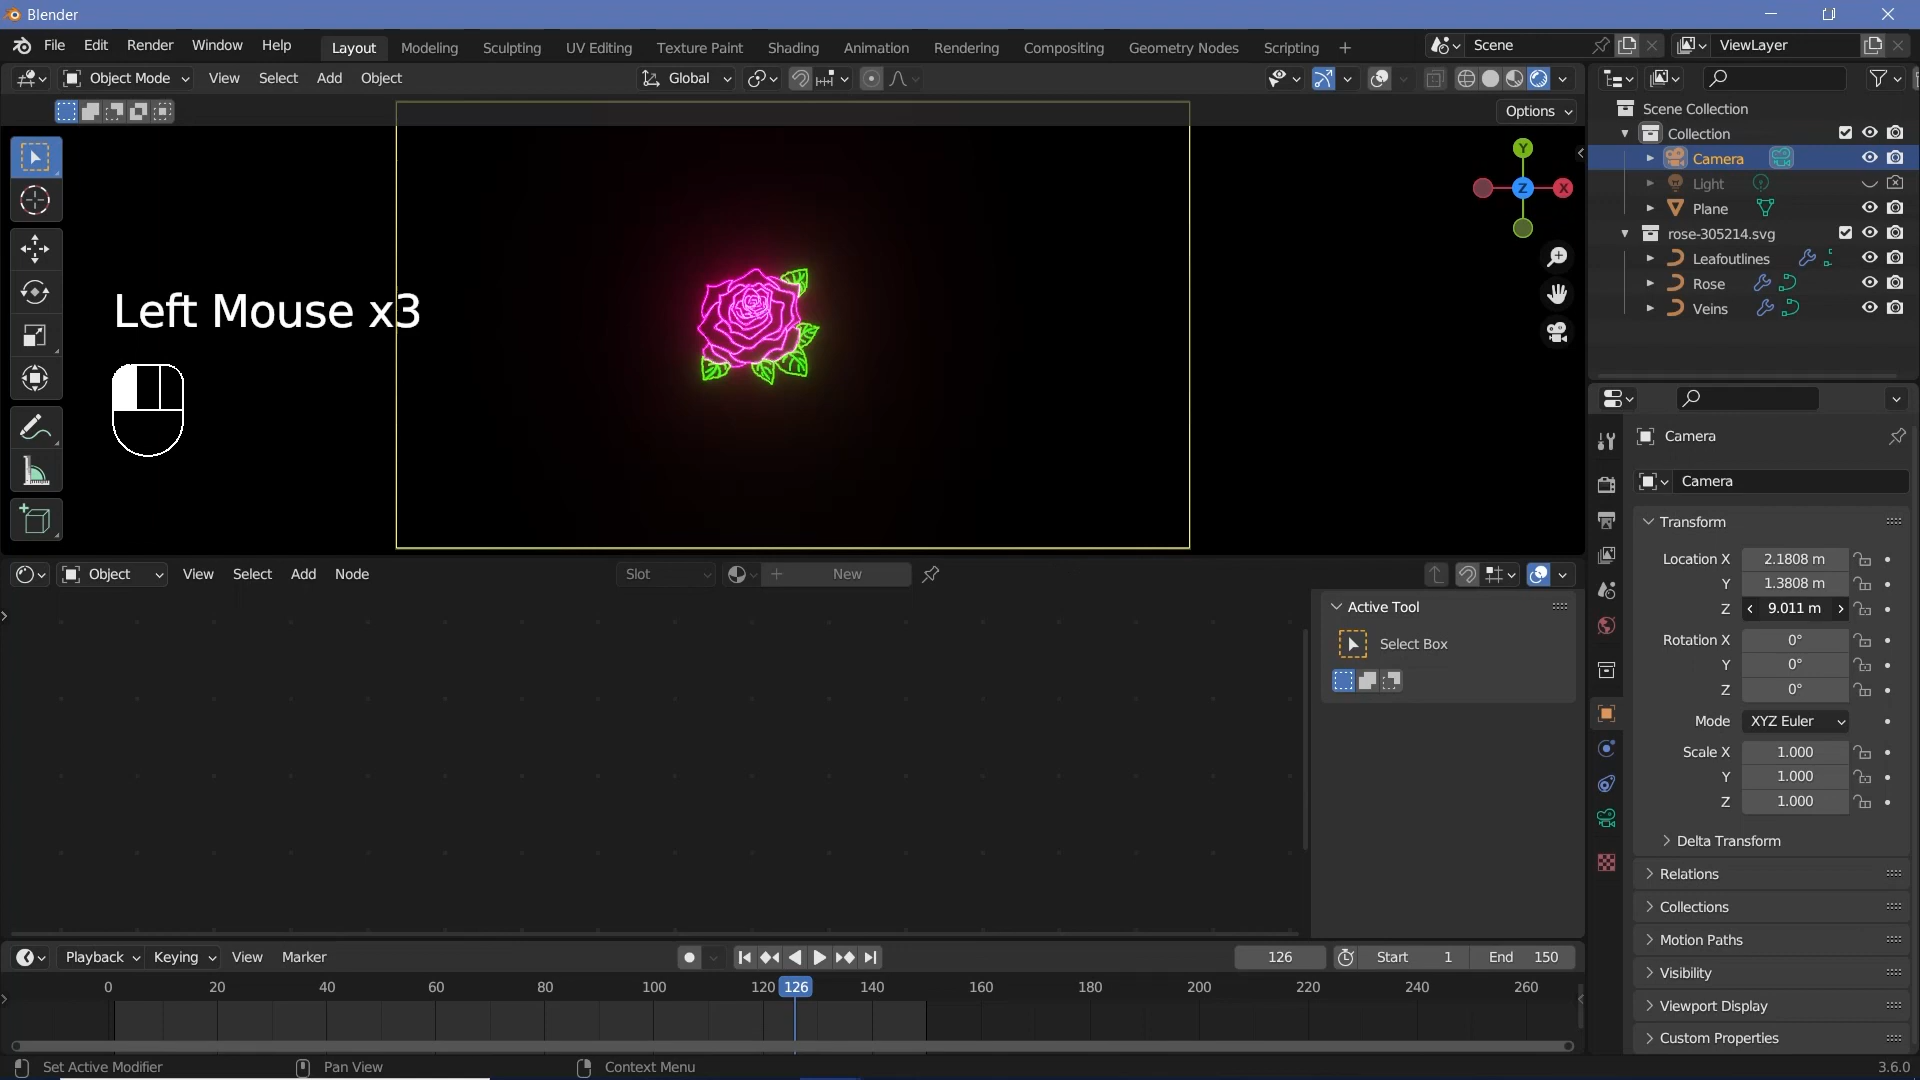 Blender
File Edit Render Window Help Layout Modeling Sculpting UV Editing Texture Paint Shading Animation Rendering Compositing Geometry Nodes Scripting + Scene ViewLayer
Object Mode View Select Add Object Global
Options
Scene Collection
Collection
Camera
Light
Plane
rose-305214.svg
Leafoutlines
Rose
Veins
Y
Z X
Left Mouse x3
Object View Select Add Node Slot New
Active Tool
Select Box
Camera
Camera
Transform
Location X 2.1808 m
Y 1.3808 m
Z 9.011 m
Rotation X 0°
Y 0°
Z 0°
Mode XYZ Euler
Scale X 1.000
Y 1.000
Z 1.000
Delta Transform
Relations
Collections
Motion Paths
Visibility
Viewport Display
Custom Properties
Playback Keying View Marker 126 Start 1 End 150
0 20 40 60 80 100 120 126 140 160 180 200 220 240 260
Set Active Modifier Pan View Context Menu 3.6.0